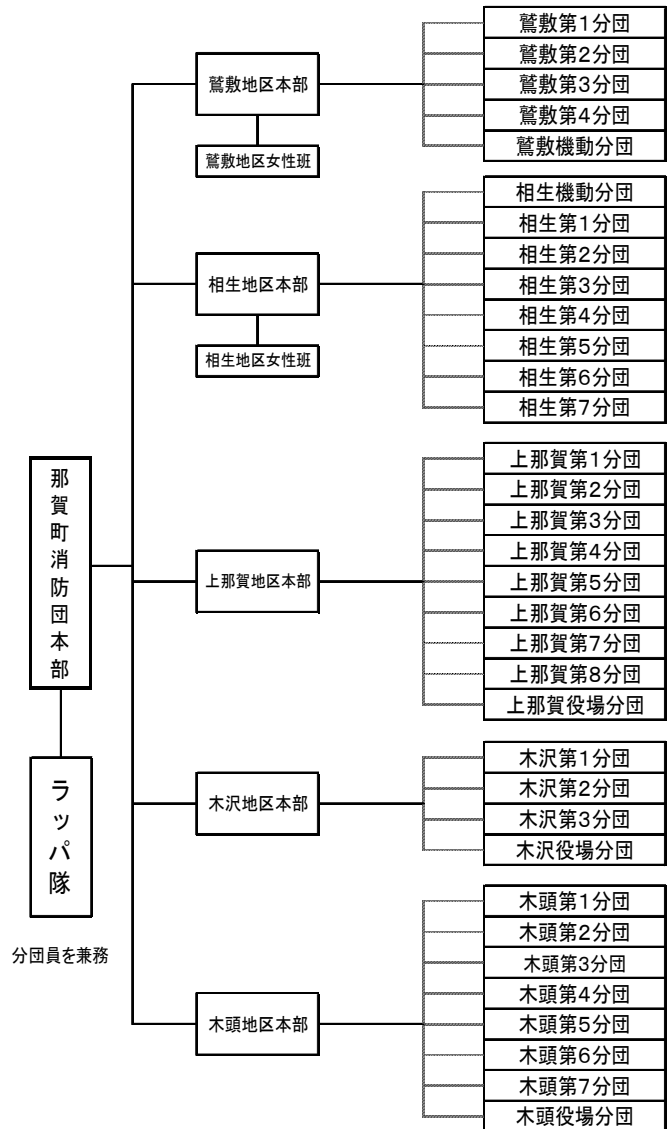 那賀町消防団本部
ラッパ隊
分団員を兼務
鷲敷地区本部
鷲敷地区女性班
鷲敷第1分団
鷲敷第2分団
鷲敷第3分団
鷲敷第4分団
鷲敷機動分団
相生地区本部
相生地区女性班
相生機動分団
相生第1分団
相生第2分団
相生第3分団
相生第4分団
相生第5分団
相生第6分団
相生第7分団
上那賀地区本部
上那賀第1分団
上那賀第2分団
上那賀第3分団
上那賀第4分団
上那賀第5分団
上那賀第6分団
上那賀第7分団
上那賀第8分団
上那賀役場分団
木沢地区本部
木沢第1分団
木沢第2分団
木沢第3分団
木沢役場分団
木頭地区本部
木頭第1分団
木頭第2分団
木頭第3分団
木頭第4分団
木頭第5分団
木頭第6分団
木頭第7分団
木頭役場分団